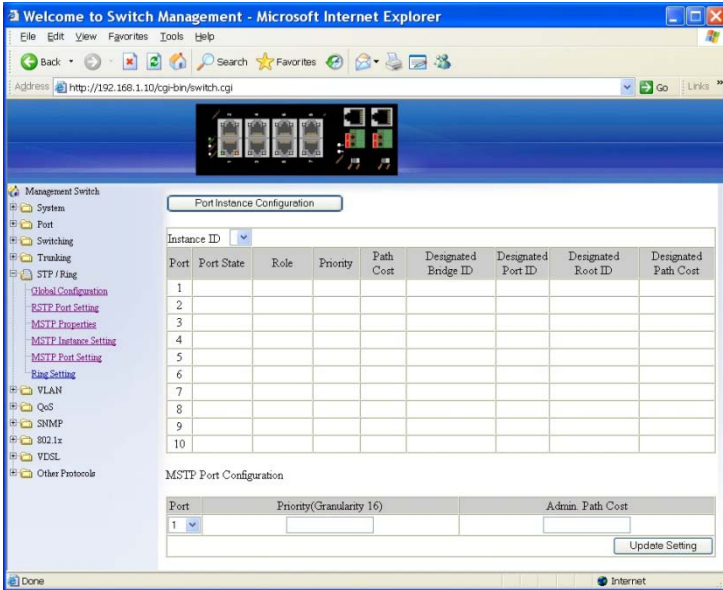 Welcome to Switch Management - Microsoft Internet Explorer
File Edit View Favorites Tools Help
Back Search Favorites
Address http://192.168.1.10/cgi-bin/switch.cgi Go Links »
Management Switch
System
Port
Switching
Trunking
STP / Ring
Global Configuration
RSTP Port Setting
MSTP Properties
MSTP Instance Setting
MSTP Port Setting
Ring Setting
VLAN
QoS
SNMP
802.1x
VDSL
Other Protocols
Port Instance Configuration
Instance ID
Port Port State Role Priority Path Cost Designated Bridge ID Designated Port ID Designated Root ID Designated Path Cost
1
2
3
4
5
6
7
8
9
10
MSTP Port Configuration
Port Priority(Granularity 16) Admin. Path Cost
1
Update Setting
Done Internet